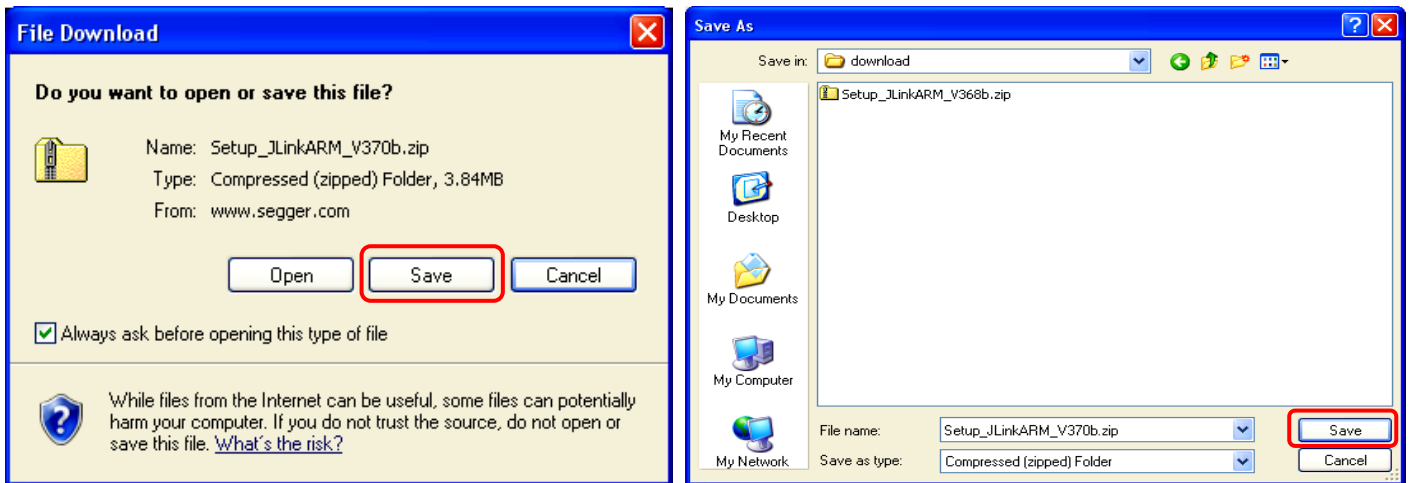 File Download
Do you want to open or save this file?
Name: Setup_JLinkARM_V370b.zip
Type: Compressed (zipped) Folder, 3.84MB
From: www.segger.com
Open Save Cancel
Always ask before opening this type of file
While files from the Internet can be useful, some files can potentially
harm your computer. If you do not trust the source, do not open or
save this file. What's the risk?
Save As
Save in: download
Setup_JLinkARM_V368b.zip
My Recent
Documents
Desktop
My Documents
My Computer
My Network
File name: Setup_JLinkARM_V370b.zip Save
Save as type: Compressed (zipped) Folder Cancel